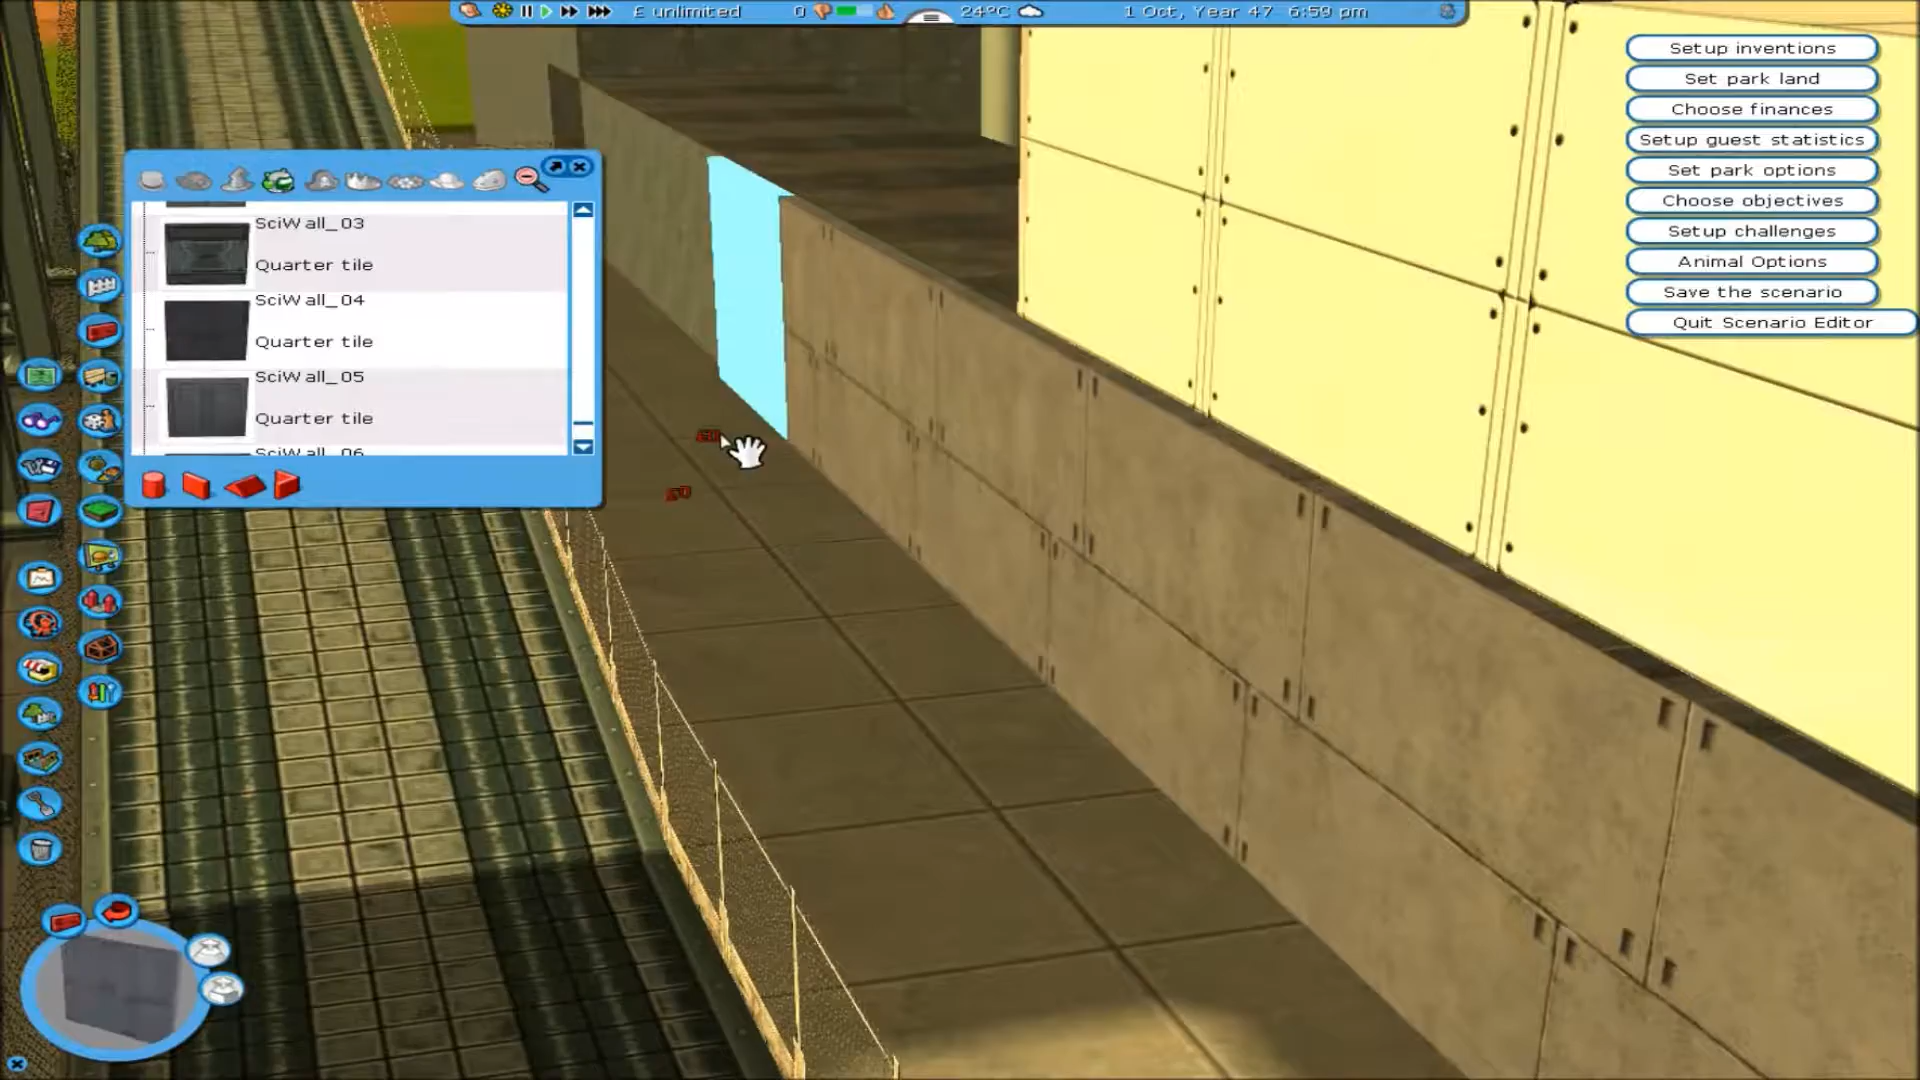 £ unlimited
0
24°C
1 Oct, Year 47 6:59 pm
Setup inventions
Set park land
Choose finances
Setup guest statistics
Set park options
Choose objectives
Setup challenges
Animal Options
Save the scenario
Quit Scenario Editor
SciWall_03
Quarter tile
SciWall_04
Quarter tile
SciWall_05
Quarter tile
SciWall_06